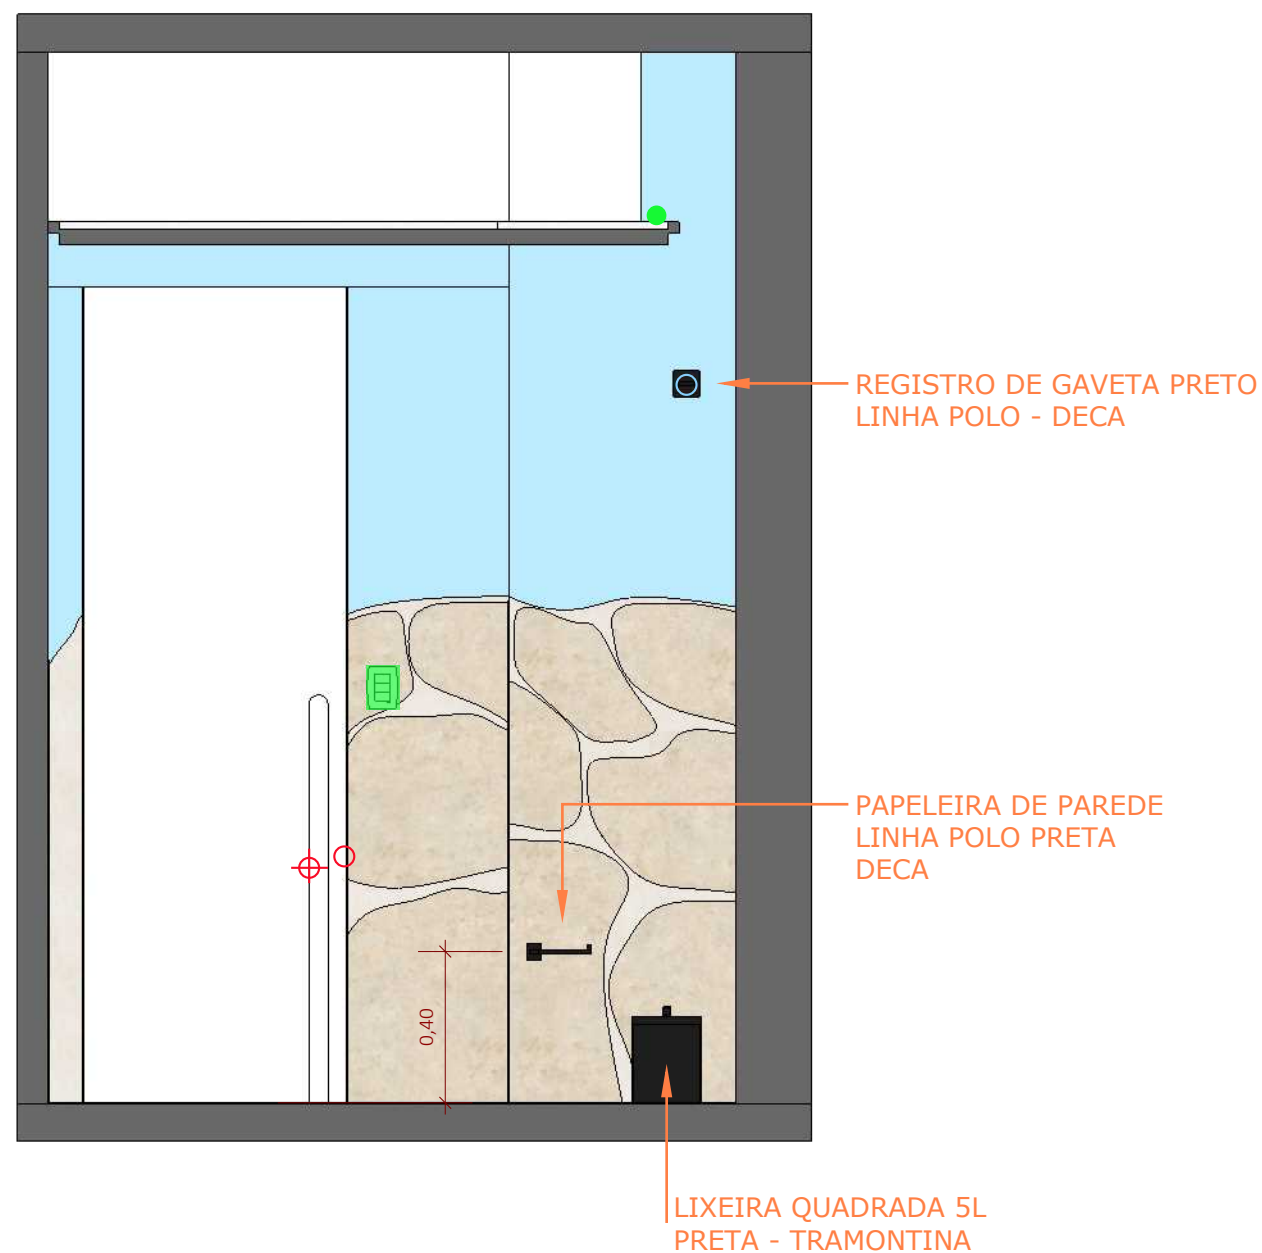 REGISTRO DE GAVETA PRETO
LINHA POLO - DECA
PAPELEIRA DE PAREDE
LINHA POLO PRETA
DECA
0,40
LIXEIRA QUADRADA 5L
PRETA - TRAMONTINA